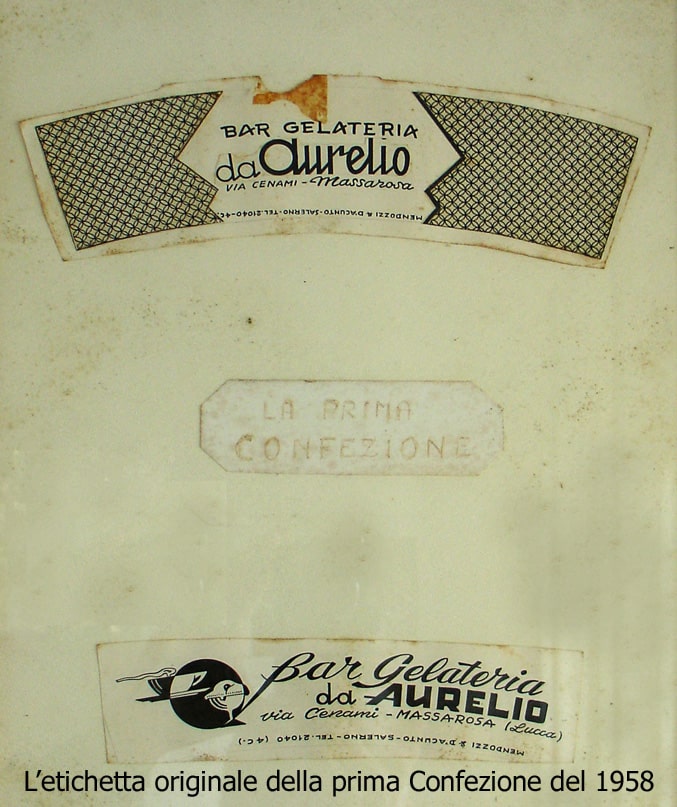 BAR GELATERIA
da aurelio
VIA CENAMI - Massarosa
MENDOZZI & D'ACUNTO-SALERNO-TEL.21040-4C.
LA PRIMA
CONFEZIONE
Bar Gelateria
da AURELIO
via Cenami - MASSAROSA (Lucca)
MENDOZZI & D'ACUNTO-SALERNO-TEL.21040 (4C.)
L'etichetta originale della prima Confezione del 1958